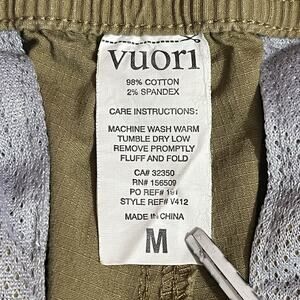 vuori
98% COTTON
2% SPANDEX
CARE INSTRUCTIONS:
MACHINE WASH WARM
TUMBLE DRY LOW
REMOVE PROMPTLY
FLUFF AND FOLD
CA# 32350
RN# 156509
PO REF# 191
STYLE REF# V412
MADE IN CHINA
M